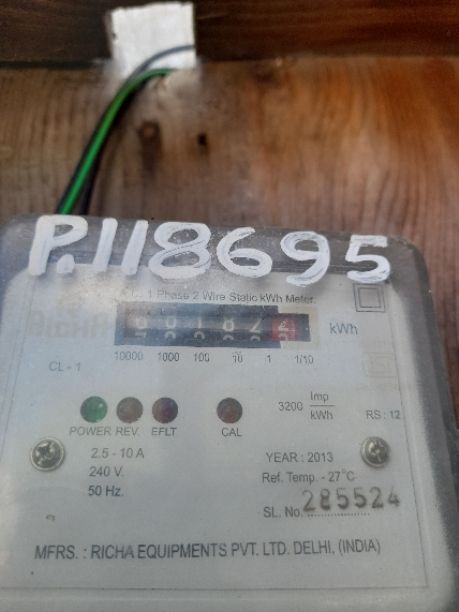 P.118695
A.C. 1 Phase 2 Wire Static kWh Meter.
kWh
10000 1000 100 10 1 1/10
CL - 1
3200 Imp/kWh
RS : 12
POWER REV. EFLT CAL
2.5 - 10 A
240 V.
50 Hz.
YEAR : 2013
Ref. Temp. - 27°C
SL. No. 285524
MFRS. : RICHA EQUIPMENTS PVT. LTD. DELHI, (INDIA)